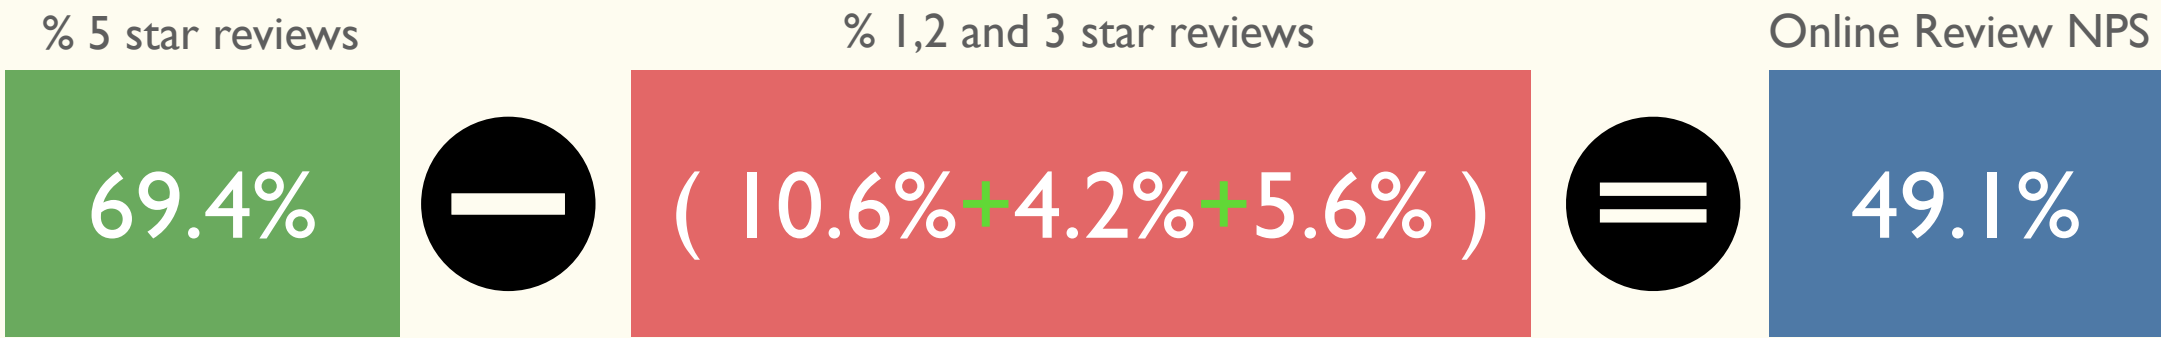 % 5 star reviews
% 1,2 and 3 star reviews
Online Review NPS
69.4%
( 10.6%+4.2%+5.6% )
49.1%